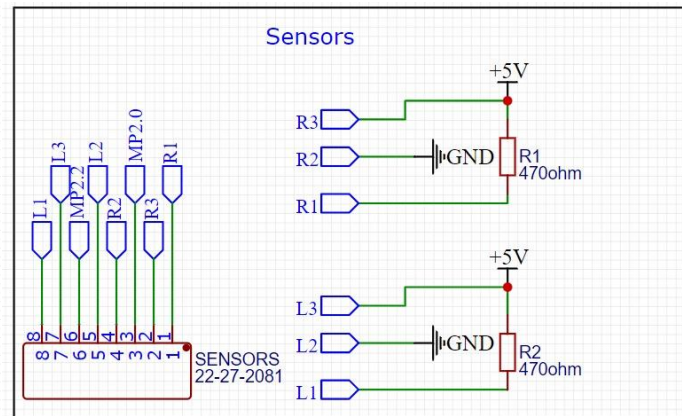 Sensors
+5V
R3
R2
GND
R1
R1
470ohm
L1
L3
MP2.2
L2
R2
MP2.0
R3
R1
8
7
6
5
4
3
2
1
8
7
6
5
4
3
2
1
SENSORS
22-27-2081
+5V
L3
L2
GND
L1
R2
470ohm